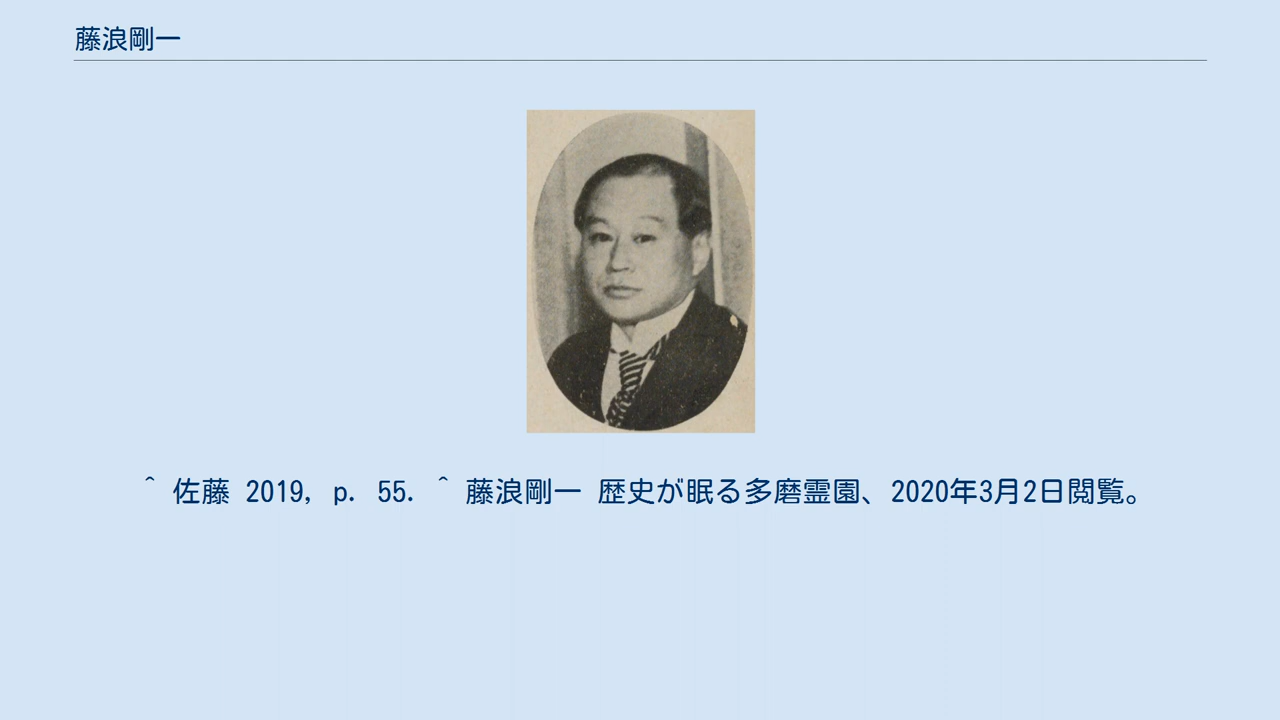 藤浪剛一
^ 佐藤 2019, p. 55. ^ 藤浪剛一 歴史が眠る多磨霊園、2020年3月2日閲覧。